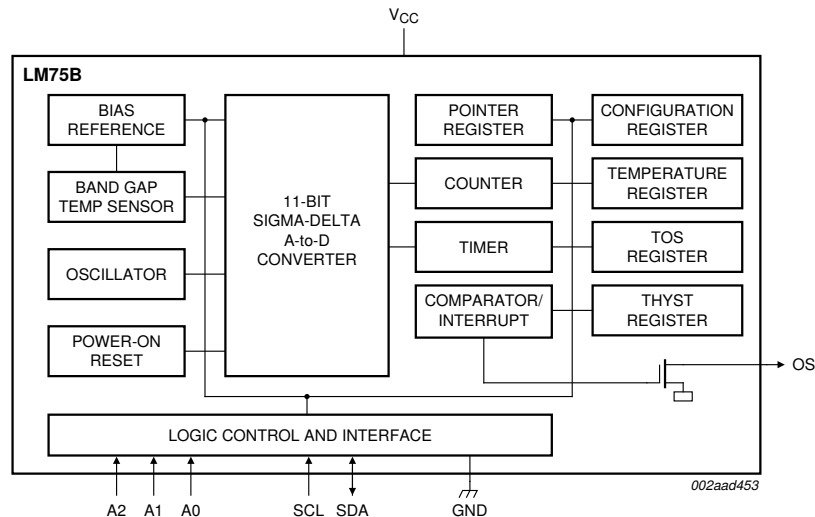 VCC
LM75B
BIAS
REFERENCE
BAND GAP
TEMP SENSOR
OSCILLATOR
POWER-ON
RESET
11-BIT
SIGMA-DELTA
A-to-D
CONVERTER
POINTER
REGISTER
COUNTER
TIMER
COMPARATOR/
INTERRUPT
CONFIGURATION
REGISTER
TEMPERATURE
REGISTER
TOS
REGISTER
THYST
REGISTER
OS
LOGIC CONTROL AND INTERFACE
A2 A1 A0 SCL SDA GND
002aad453